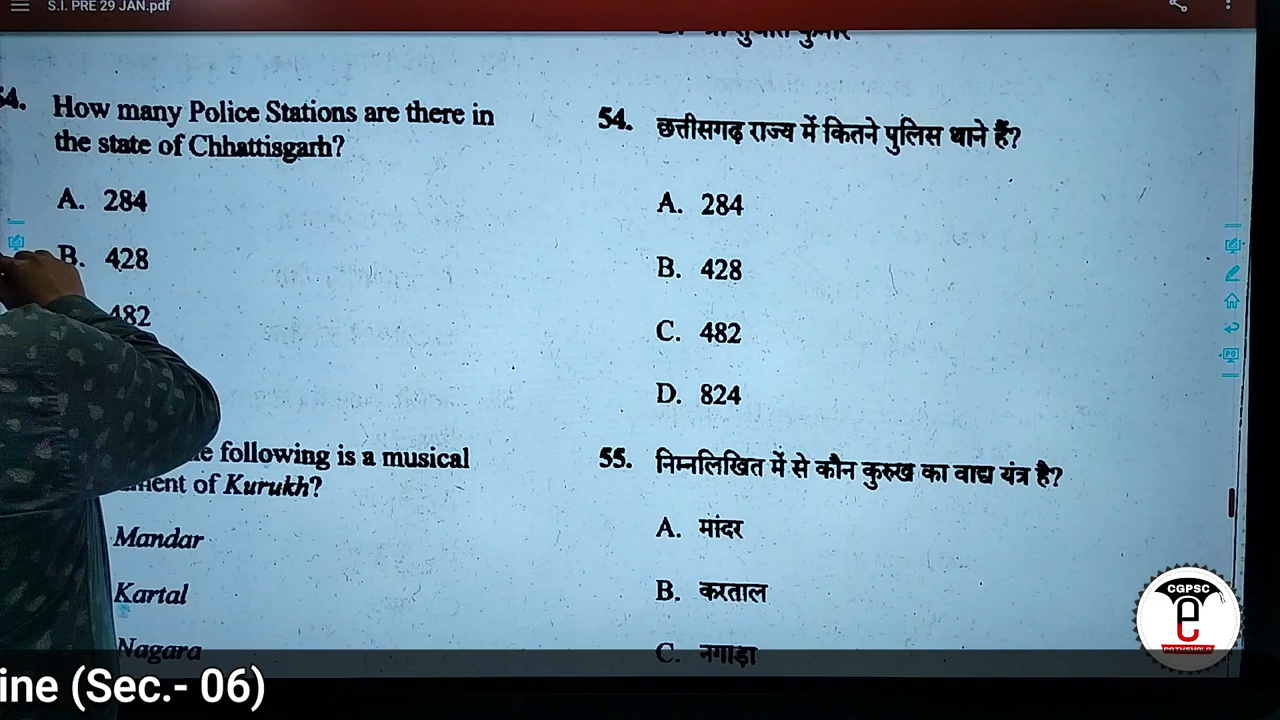 S.I. PRE 29 JAN.pdf
How many Police Stations are there in
the state of Chhattisgarh?
A. 284
B. 428
482
following is a musical
of Kurukh?
Mandar
Kartal
Nagara
54. छत्तीसगढ़ राज्य में कितने पुलिस थाने हैं?
A. 284
B. 428
C. 482
D. 824
55. निम्नलिखित में से कौन कुरुख का वाद्य यंत्र है?
A. मांदर
B. करताल
C. नगाड़ा
CGPSC
ine (Sec.- 06)